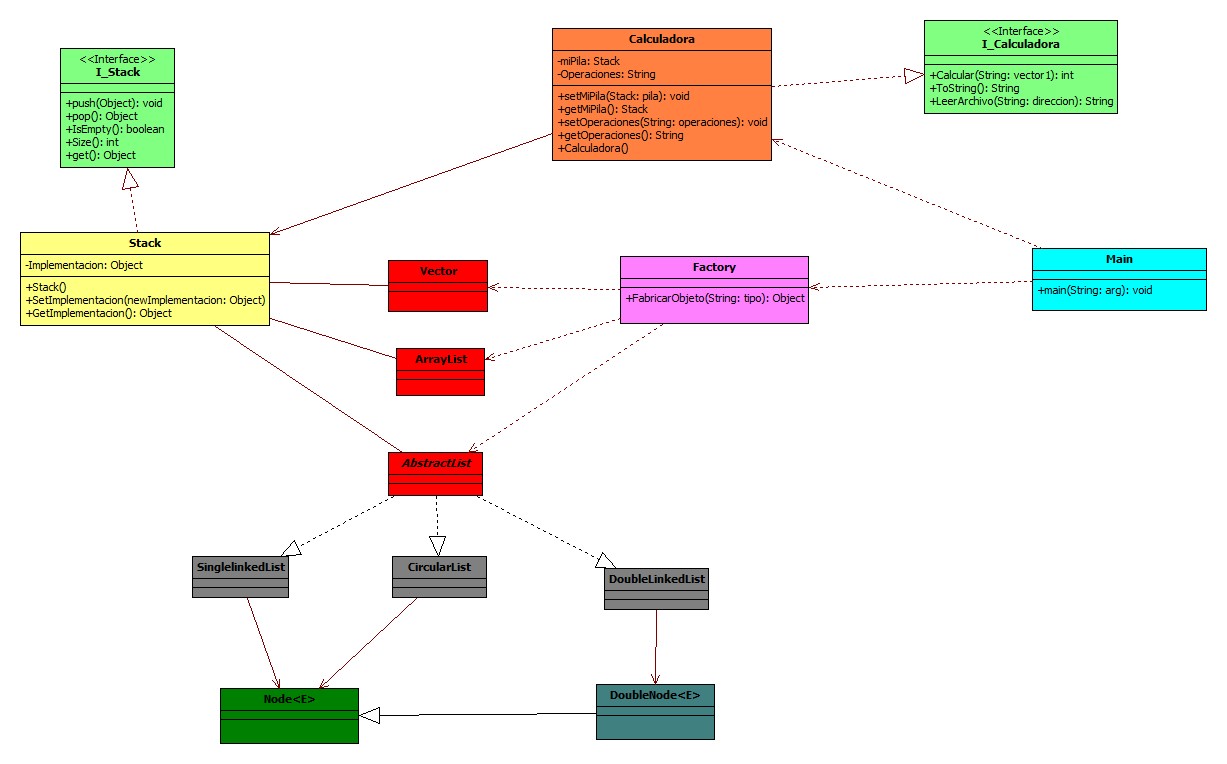 <<Interface>>
I_Stack
+push(Object): void
+pop(): Object
+IsEmpty(): boolean
+Size(): int
+get(): Object
Calculadora
-miPila: Stack
-Operaciones: String
+setMiPila(Stack: pila): void
+getMiPila(): Stack
+setOperaciones(String: operaciones): void
+getOperaciones(): String
+Calculadora()
<<Interface>>
I_Calculadora
+Calcular(String: vector1): int
+ToString(): String
+LeerArchivo(String: direccion): String
Stack
-Implementacion: Object
+Stack()
+SetImplementacion(newImplementacion: Object)
+GetImplementacion(): Object
Vector
Factory
+FabricarObjeto(String: tipo): Object
Main
+main(String: arg): void
ArrayList
AbstractList
SinglelinkedList
CircularList
DoubleLinkedList
Node<E>
DoubleNode<E>